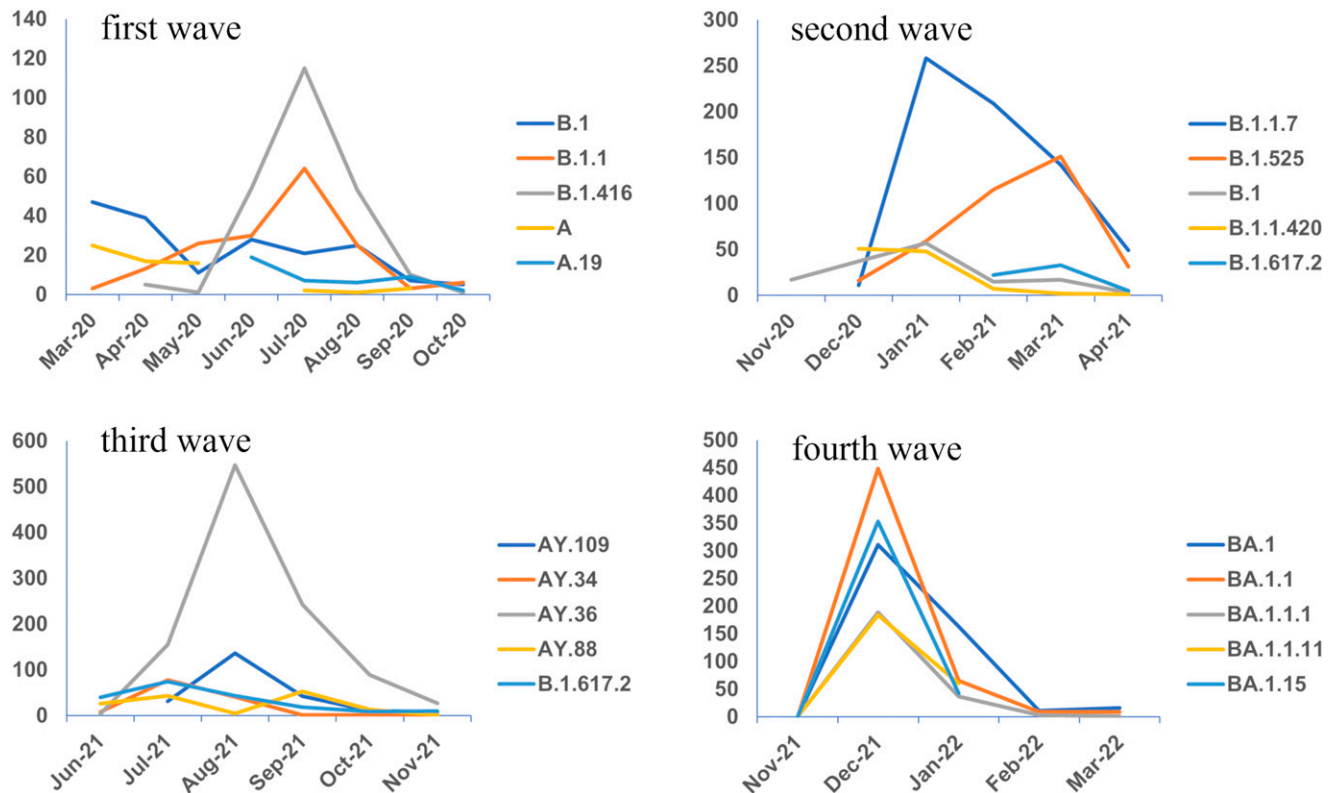 first wave
140
120
100
80
60
40
20
0
Mar-20
Apr-20
May-20
Jun-20
Jul-20
Aug-20
Sep-20
Oct-20
B.1
B.1.1
B.1.416
A
A.19
second wave
300
250
200
150
100
50
0
Nov-20
Dec-20
Jan-21
Feb-21
Mar-21
Apr-21
B.1.1.7
B.1.525
B.1
B.1.1.420
B.1.617.2
third wave
600
500
400
300
200
100
0
Jun-21
Jul-21
Aug-21
Sep-21
Oct-21
Nov-21
AY.109
AY.34
AY.36
AY.88
B.1.617.2
fourth wave
500
450
400
350
300
250
200
150
100
50
0
Nov-21
Dec-21
Jan-22
Feb-22
Mar-22
BA.1
BA.1.1
BA.1.1.1
BA.1.1.11
BA.1.15